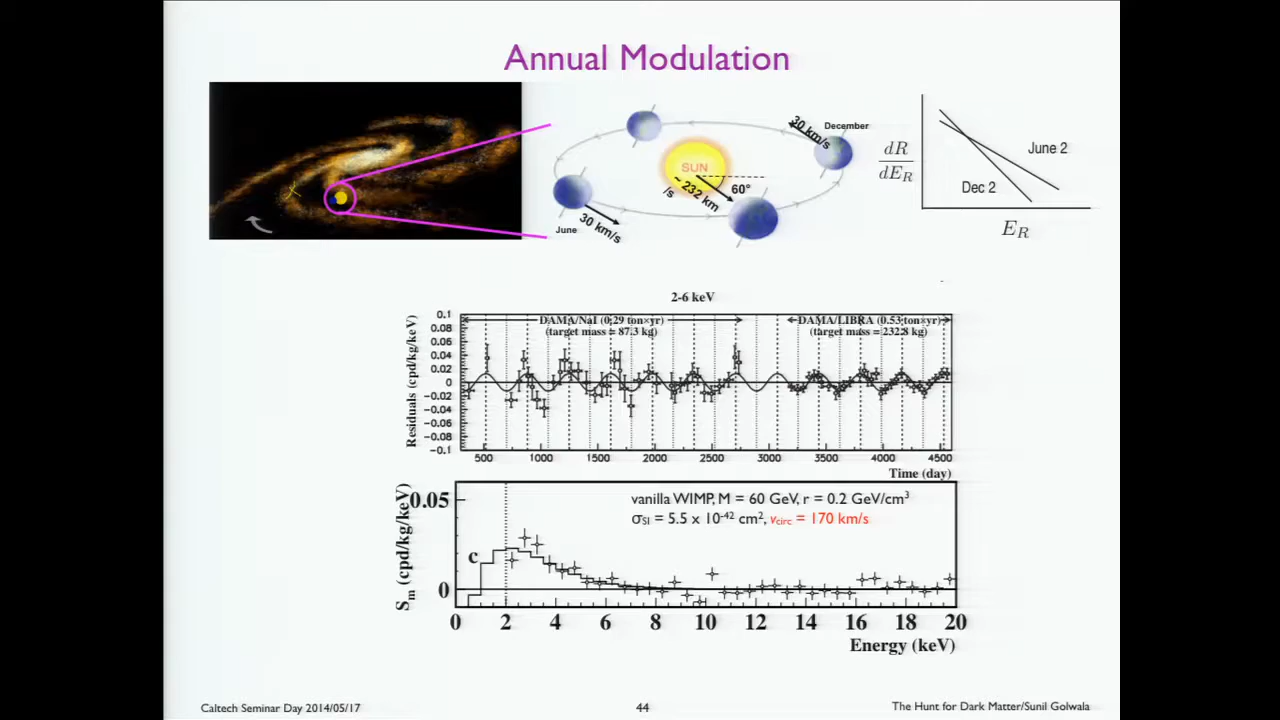 Annual Modulation
30 km/s
December
SUN
~ 232 km
/s
60°
June
30 km/s
dR
dE_R
June 2
Dec 2
E_R
2-6 keV
Residuals (cpd/kg/keV)
0.1
0.08
0.06
0.04
0.02
0
-0.02
-0.04
-0.06
-0.08
-0.1
DAMA/NaI (0.29 ton×yr)
(target mass = 87.3 kg)
DAMA/LIBRA (0.53 ton×yr)
(target mass = 232.8 kg)
500 1000 1500 2000 2500 3000 3500 4000 4500
Time (day)
S_m (cpd/kg/keV)
0.05
0
vanilla WIMP, M = 60 GeV, r = 0.2 GeV/cm³
σ_SI = 5.5 x 10⁻⁴² cm², v_circ = 170 km/s
c
0 2 4 6 8 10 12 14 16 18 20
Energy (keV)
Caltech Seminar Day 2014/05/17
44
The Hunt for Dark Matter/Sunil Golwala